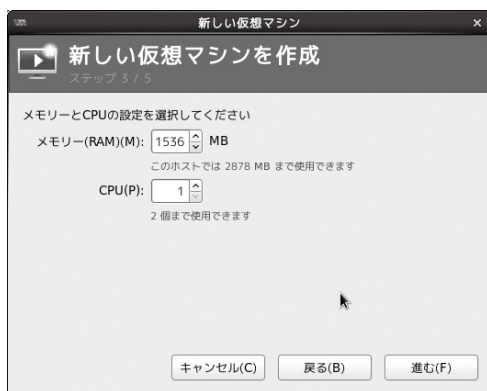 新しい仮想マシン
新しい仮想マシンを作成
ステップ 3 / 5
メモリーとCPUの設定を選択してください
メモリー(RAM)(M): 1536 MB
このホストでは 2878 MB まで使用できます
CPU(P): 1
2 個まで使用できます
キャンセル(C) 戻る(B) 進む(F)